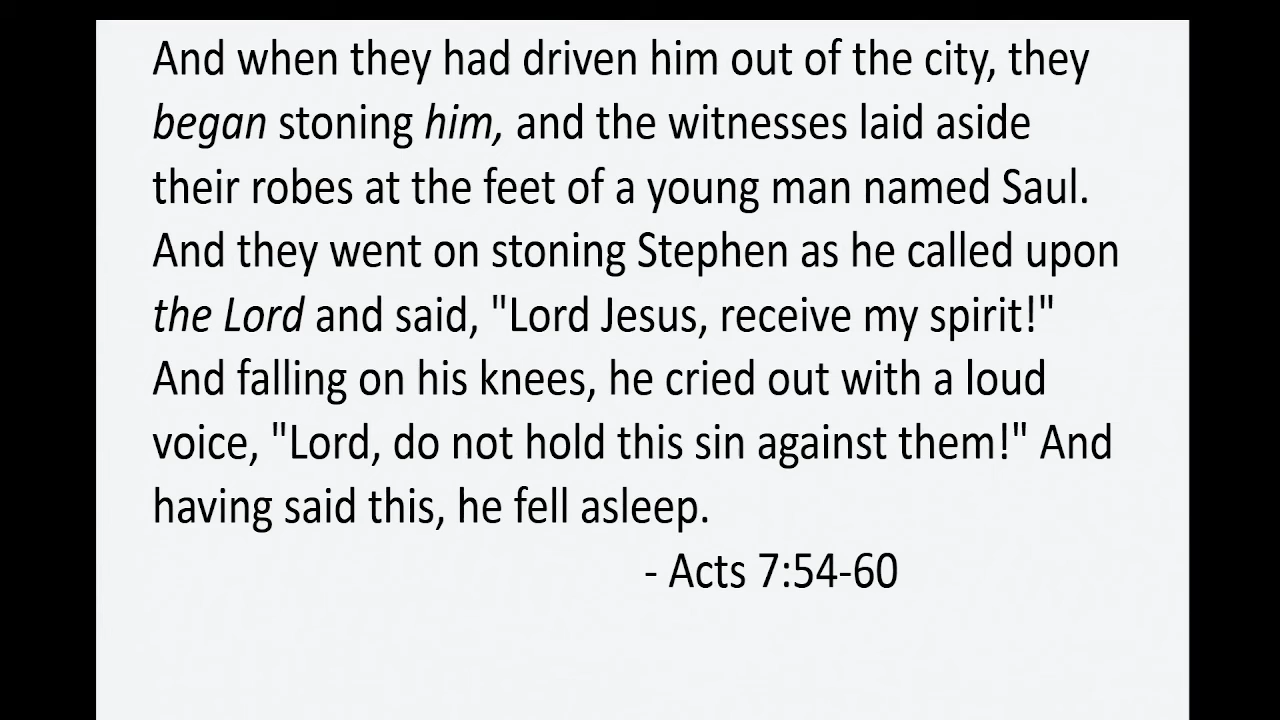 And when they had driven him out of the city, they
began stoning him, and the witnesses laid aside
their robes at the feet of a young man named Saul.
And they went on stoning Stephen as he called upon
the Lord and said, "Lord Jesus, receive my spirit!"
And falling on his knees, he cried out with a loud
voice, "Lord, do not hold this sin against them!" And
having said this, he fell asleep.
- Acts 7:54-60